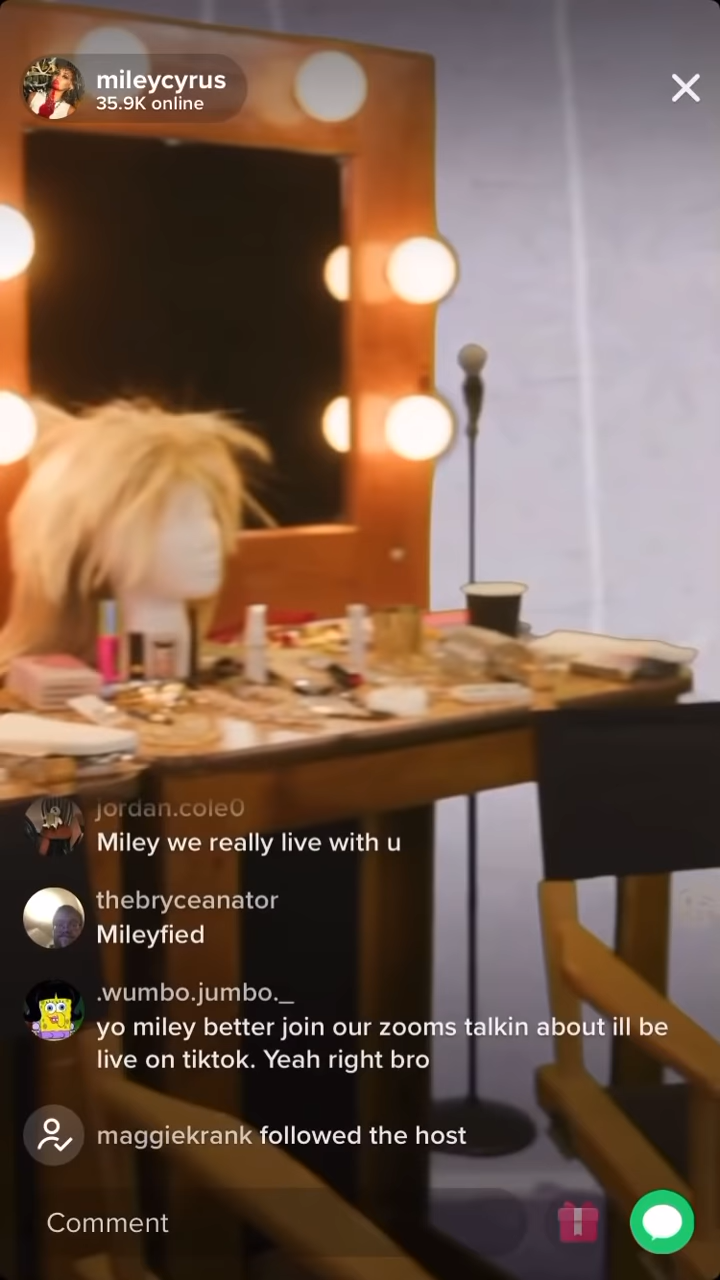 mileycyrus
35.9K online
jordan.cole0
Miley we really live with u
thebryceanator
Mileyfied
.wumbo.jumbo._
yo miley better join our zooms talkin about ill be
live on tiktok. Yeah right bro
maggiekrank followed the host
Comment